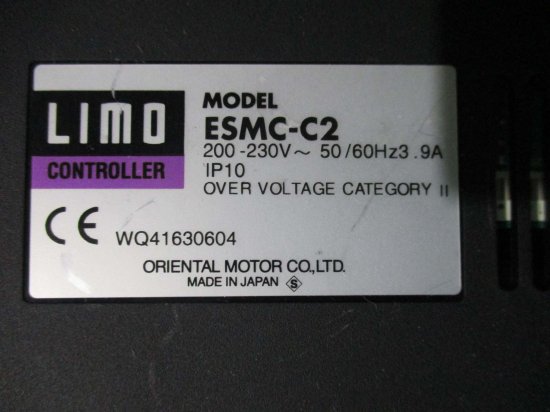 LIMO
CONTROLLER
MODEL
ESMC-C2
200-230V~ 50/60Hz3.9A
IP10
OVER VOLTAGE CATEGORY II
CE WQ41630604
ORIENTAL MOTOR CO.,LTD.
MADE IN JAPAN S